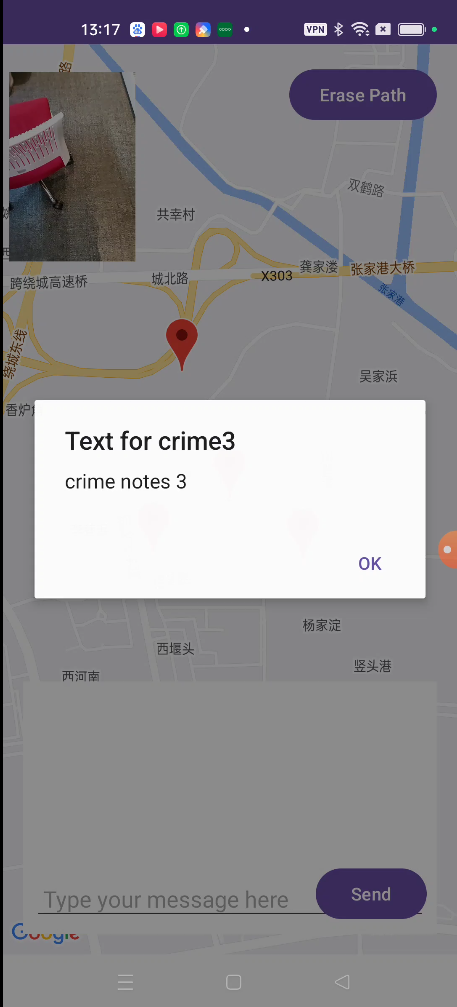 13:17
VPN
Erase Path
双鹤路
共幸村
X303
龚家溇
张家港大桥
跨绕城高速桥
城北路
张家港
绕城东线
吴家浜
香炉
Text for crime3
crime notes 3
OK
杨家淀
西堰头
竖头港
西河南
Type your message here
Send
Google